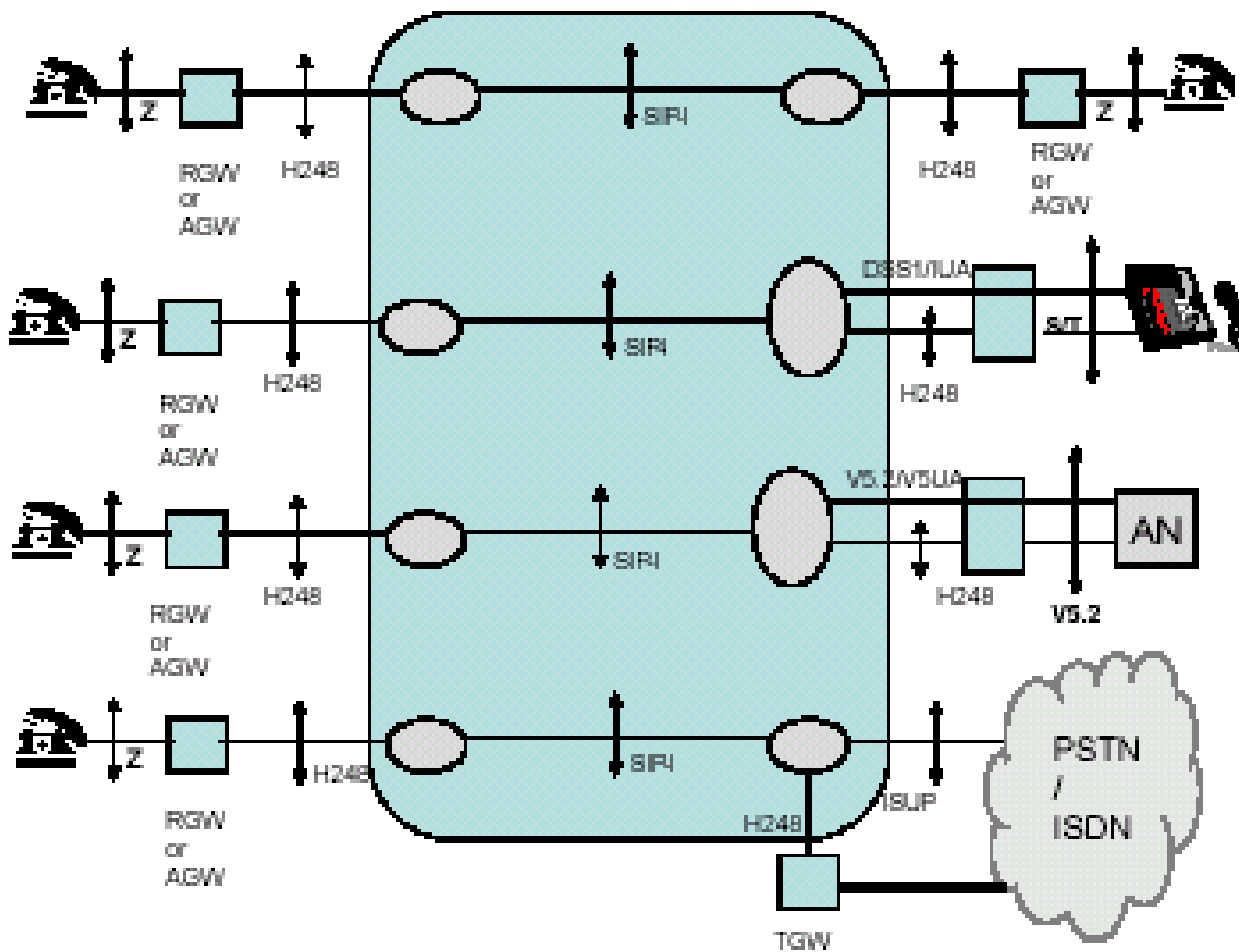 Z
SIP-I
Z
RGW
or
AGW
H248
H248
RGW
or
AGW
DSS1/IUA
S/T
Z
SIP-I
H248
H248
RGW
or
AGW
V5.2/V5UA
AN
Z
SIP-I
H248
H248
V5.2
RGW
or
AGW
PSTN
/
ISDN
Z
SIP-I
H248
ISUP
RGW
or
AGW
H248
TGW